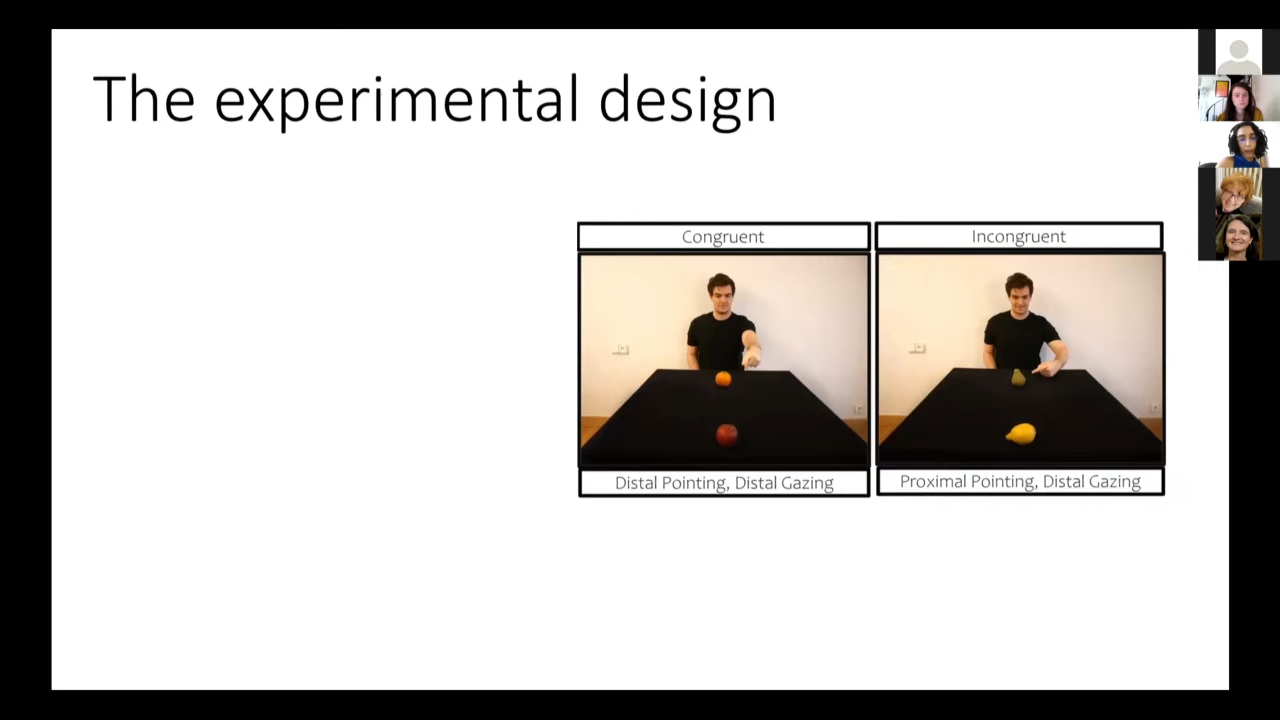 The experimental design
Congruent
Incongruent
Distal Pointing, Distal Gazing
Proximal Pointing, Distal Gazing